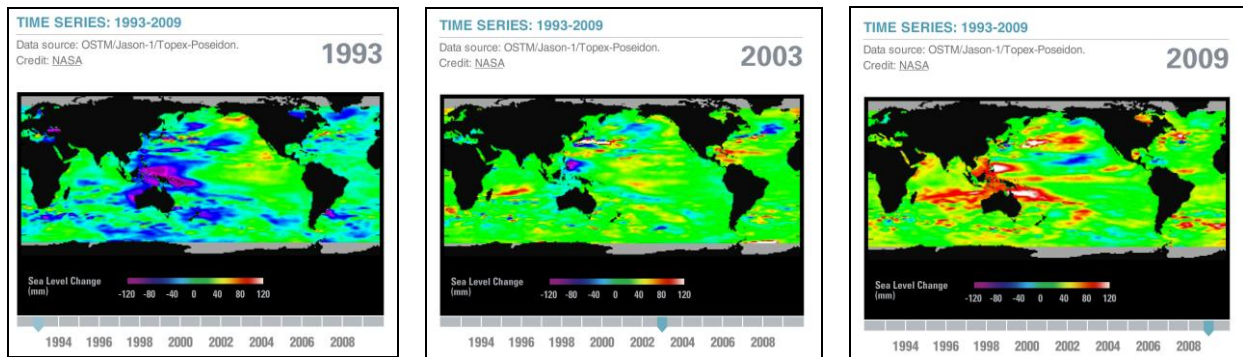 TIME SERIES: 1993-2009
Data source: OSTM/Jason-1/Topex-Poseidon.
Credit: NASA
1993
Sea Level Change
(mm)
-120 -80 -40 0 40 80 120
1994 1996 1998 2000 2002 2004 2006 2008
TIME SERIES: 1993-2009
Data source: OSTM/Jason-1/Topex-Poseidon.
Credit: NASA
2003
Sea Level Change
(mm)
-120 -80 -40 0 40 80 120
1994 1996 1998 2000 2002 2004 2006 2008
TIME SERIES: 1993-2009
Data source: OSTM/Jason-1/Topex-Poseidon.
Credit: NASA
2009
Sea Level Change
(mm)
-120 -80 -40 0 40 80 120
1994 1996 1998 2000 2002 2004 2006 2008